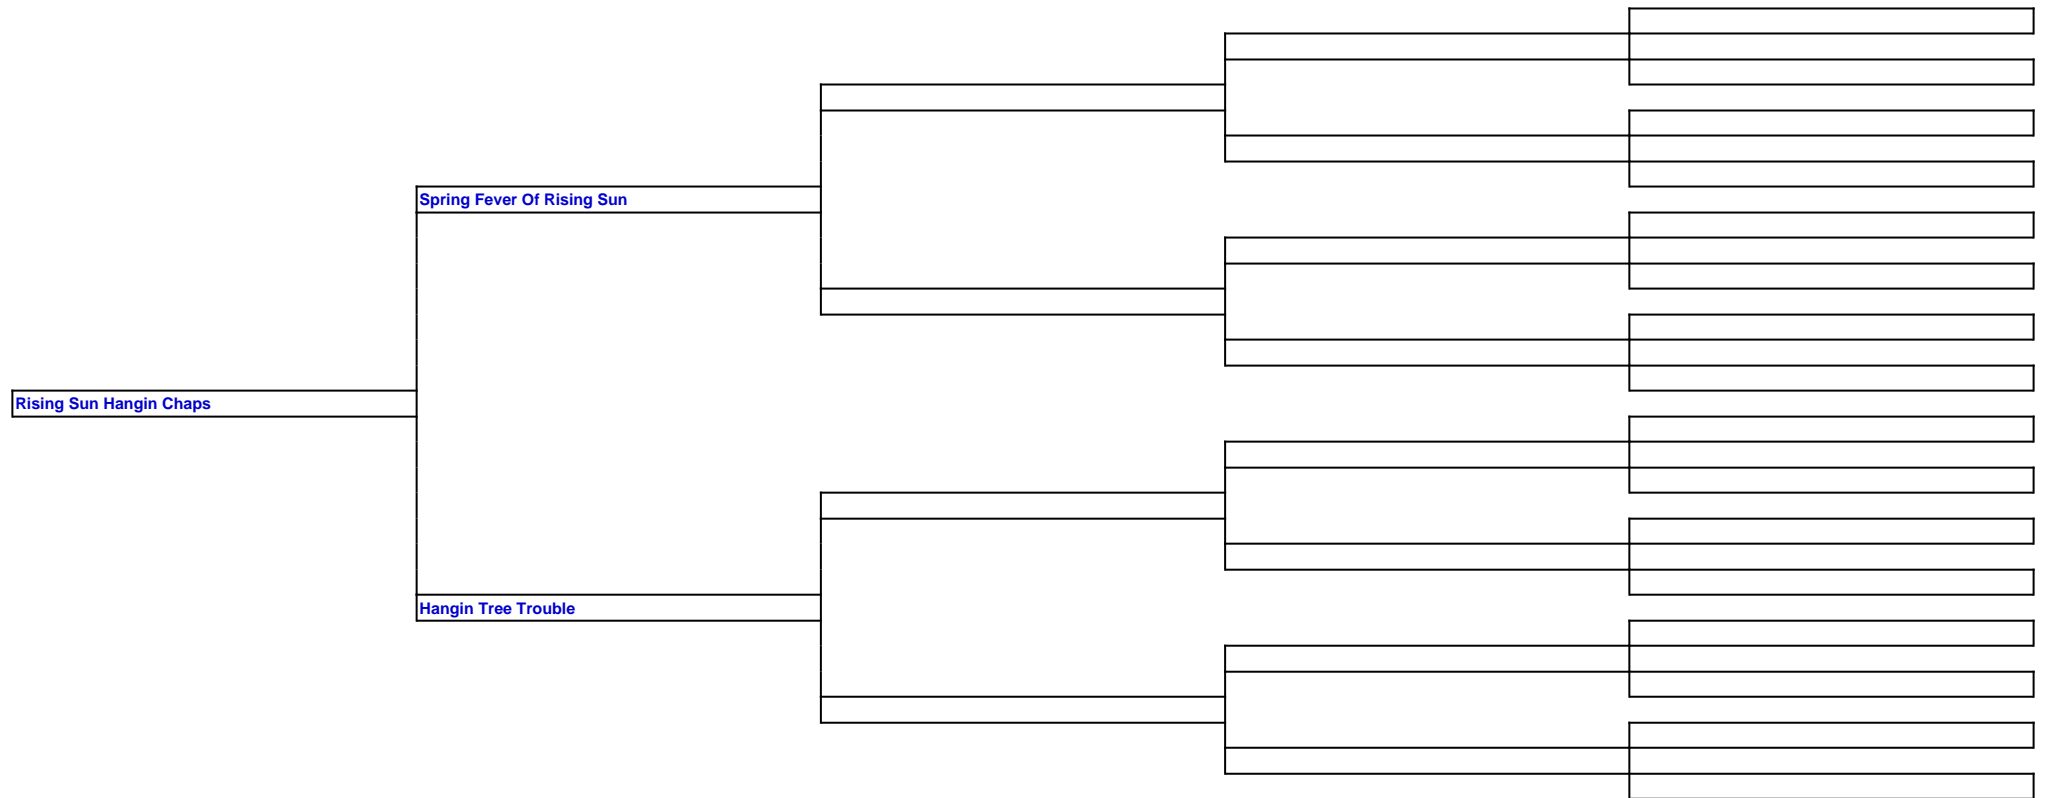 Spring Fever Of Rising Sun
Rising Sun Hangin Chaps
Hangin Tree Trouble